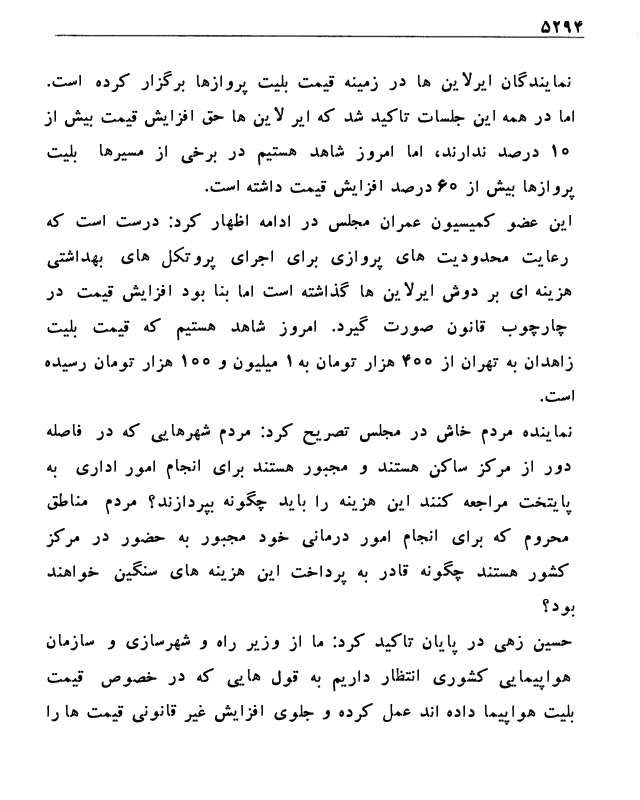 ۵۲۹۴
نمایندگان ایرلاین ها در زمینه قیمت بلیت پروازها برگزار کرده است.
اما در همه این جلسات تاکید شد که ایر لاین ها حق افزایش قیمت بیش از
۱۰ درصد ندارند، اما امروز شاهد هستیم در برخی از مسیرها بلیت
پروازها بیش از ۶۰ درصد افزایش قیمت داشته است.
این عضو کمیسیون عمران مجلس در ادامه اظهار کرد: درست است که
رعایت محدودیت های پروازی برای اجرای پروتکل های بهداشتی
هزینه ای بر دوش ایرلاین ها گذاشته است اما بنا بود افزایش قیمت در
چارچوب قانون صورت گیرد. امروز شاهد هستیم که قیمت بلیت
زاهدان به تهران از ۴۰۰ هزار تومان به ۱ میلیون و ۱۰۰ هزار تومان رسیده
است.
نماینده مردم خاش در مجلس تصریح کرد: مردم شهرهایی که در فاصله
دور از مرکز ساکن هستند و مجبور هستند برای انجام امور اداری به
پایتخت مراجعه کنند این هزینه را باید چگونه بپردازند؟ مردم مناطق
محروم که برای انجام امور درمانی خود مجبور به حضور در مرکز
کشور هستند چگونه قادر به پرداخت این هزینه های سنگین خواهند
بود؟
حسین زهی در پایان تاکید کرد: ما از وزیر راه و شهرسازی و سازمان
هواپیمایی کشوری انتظار داریم به قول هایی که در خصوص قیمت
بلیت هواپیما داده اند عمل کرده و جلوی افزایش غیر قانونی قیمت ها را